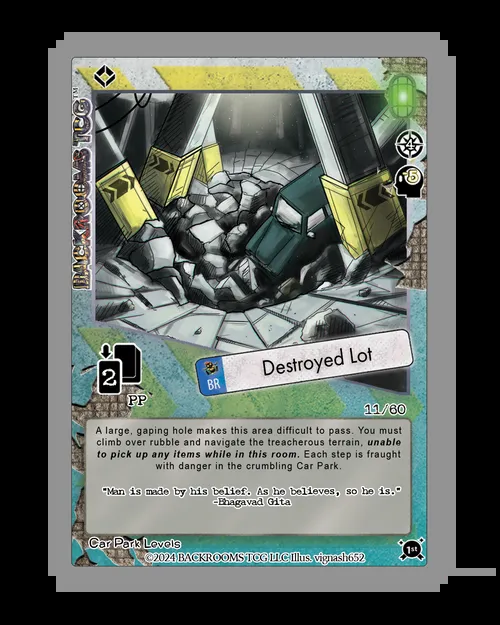 BACKROOMS TCG™
5
Destroyed Lot
BR
2
PP
11/60
A large, gaping hole makes this area difficult to pass. You must
climb over rubble and navigate the treacherous terrain, unable
to pick up any items while in this room. Each step is fraught
with danger in the crumbling Car Park.
"Man is made by his belief. As he believes, so he is."
-Bhagavad Gita
Car Park Levels
©2024 BACKROOMS TCG LLC Illus. vignash652
1st